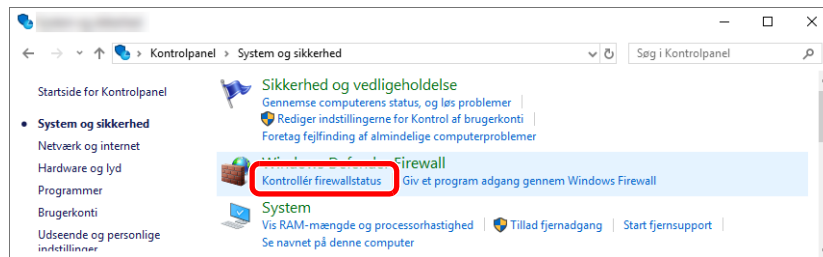 Kontrolpanel › System og sikkerhed
Søg i Kontrolpanel
Startside for Kontrolpanel
System og sikkerhed
Netværk og internet
Hardware og lyd
Programmer
Brugerkonti
Udseende og personlige
indstillinger
Sikkerhed og vedligeholdelse
Gennemse computerens status, og løs problemer
Rediger indstillingerne for Kontrol af brugerkonti
Foretag fejlfinding af almindelige computerproblemer
Windows Defender Firewall
Kontrollér firewallstatus Giv et program adgang gennem Windows Firewall
System
Vis RAM-mængde og processorhastighed Tillad fjernadgang Start fjernsupport
Se navnet på denne computer